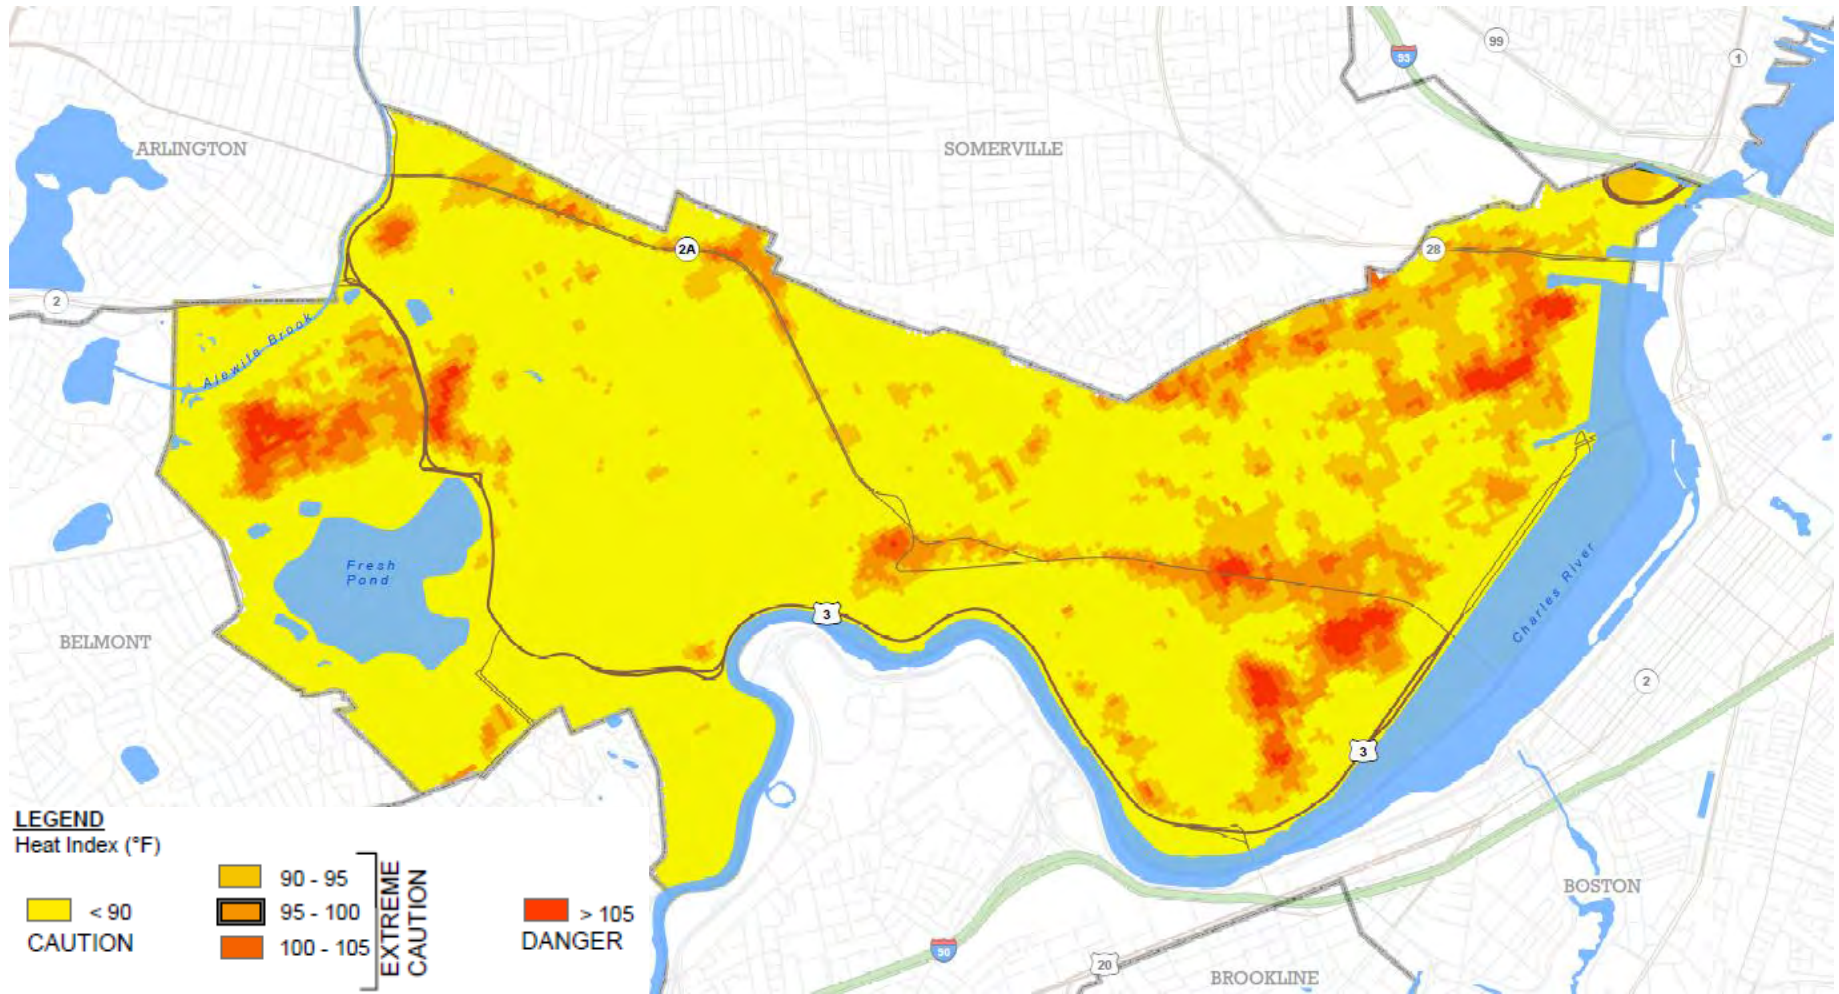 93
99
1
ARLINGTON
SOMERVILLE
2A
28
2
Alewife Brook
Fresh
Pond
3
Charles River
BELMONT
2
3
LEGEND
Heat Index (°F)
90 - 95
< 90
95 - 100
> 105
CAUTION
100 - 105
DANGER
EXTREME
CAUTION
BOSTON
90
20
BROOKLINE